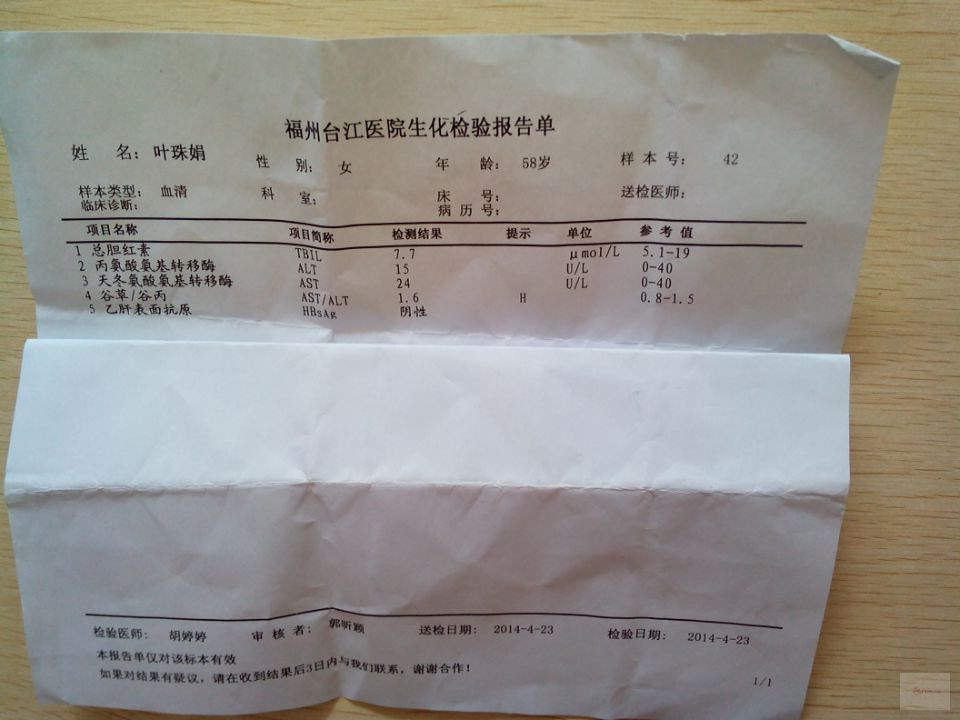 福州台江医院生化检验报告单
姓 名: 叶珠娟 性 别: 女 年 龄: 58岁 样本号: 42
样本类型: 血清 科 室: 床 号: 送检医师:
临床诊断: 病历号:
项目名称 项目简称 检测结果 提示 单位 参考值
1 总胆红素 TBIL 7.7 μmol/L 5.1-19
2 丙氨酸氨基转移酶 ALT 15 U/L 0-40
3 天冬氨酸氨基转移酶 AST 24 U/L 0-40
4 谷草/谷丙 AST/ALT 1.6 H 0.8-1.5
5 乙肝表面抗原 HBsAg 阴性
检验医师: 胡婷婷 审核者: 郭昕颖 送检日期: 2014-4-23 检验日期: 2014-4-23
本报告单仅对该标本有效
如果对结果有疑议,请在收到结果后3日内与我们联系,谢谢合作!
1/1